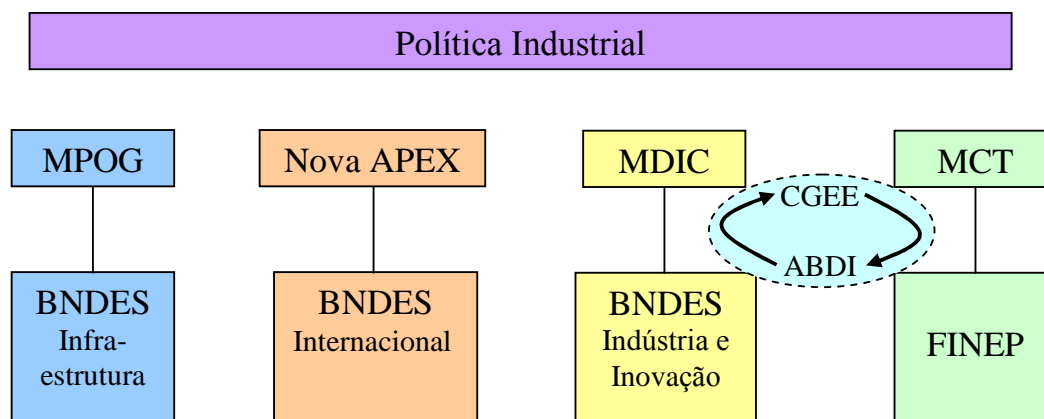 Política Industrial
MPOG
Nova APEX
MDIC
MCT
CGEE
ABDI
BNDES
Infra-
estrutura
BNDES
Internacional
BNDES
Indústria e
Inovação
FINEP